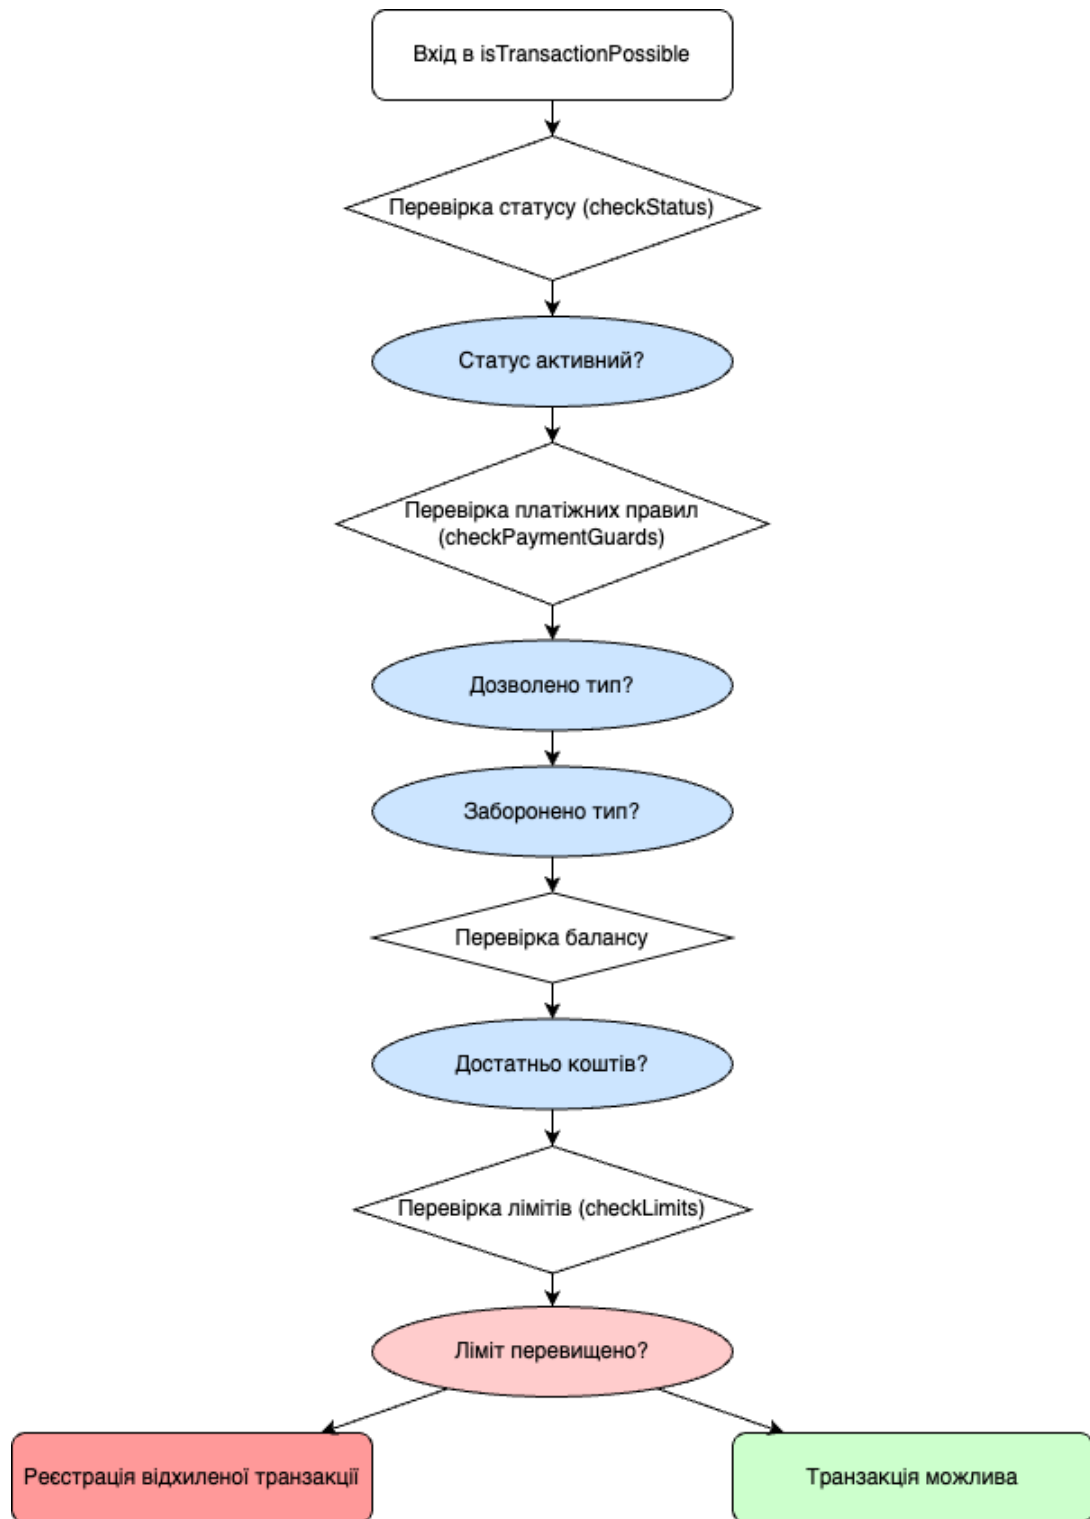 Вхід в isTransactionPossible
Перевірка статусу (checkStatus)
Статус активний?
Перевірка платіжних правил
(checkPaymentGuards)
Дозволено тип?
Заборонено тип?
Перевірка балансу
Достатньо коштів?
Перевірка лімітів (checkLimits)
Ліміт перевищено?
Реєстрація відхиленої транзакції
Транзакція можлива